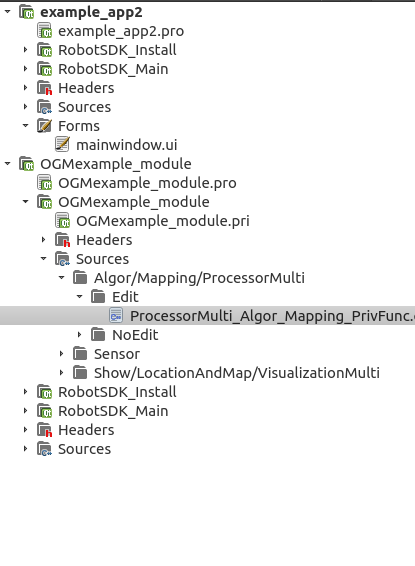 example_app2
example_app2.pro
RobotSDK_Install
RobotSDK_Main
Headers
Sources
Forms
mainwindow.ui
OGMexample_module
OGMexample_module.pro
OGMexample_module
OGMexample_module.pri
Headers
Sources
Algor/Mapping/ProcessorMulti
Edit
ProcessorMulti_Algor_Mapping_PrivFunc.c
NoEdit
Sensor
Show/LocationAndMap/VisualizationMulti
RobotSDK_Install
RobotSDK_Main
Headers
Sources